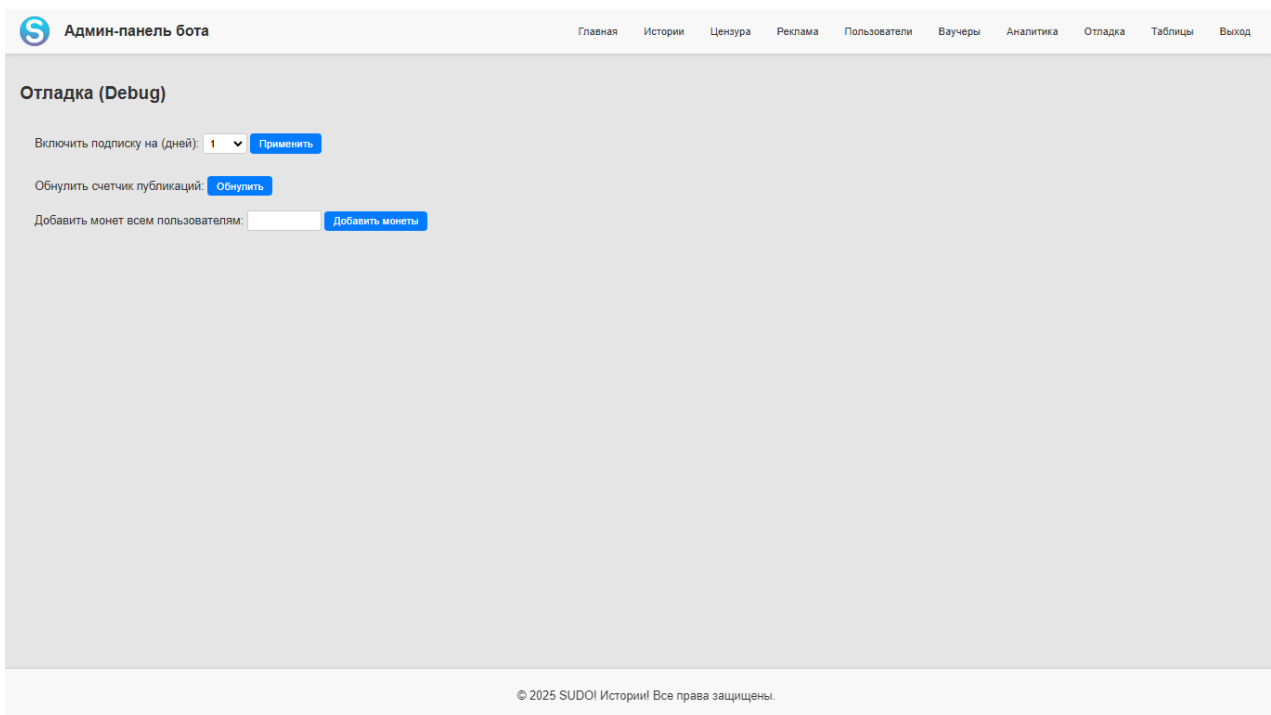 S Админ-панель бота Главная Истории Цензура Реклама Пользователи Ваучеры Аналитика Отладка Таблицы Выход
Отладка (Debug)
Включить подписку на (дней): 1 Применить
Обнулить счетчик публикаций: Обнулить
Добавить монет всем пользователям: Добавить монеты
© 2025 SUDO! Истории! Все права защищены.